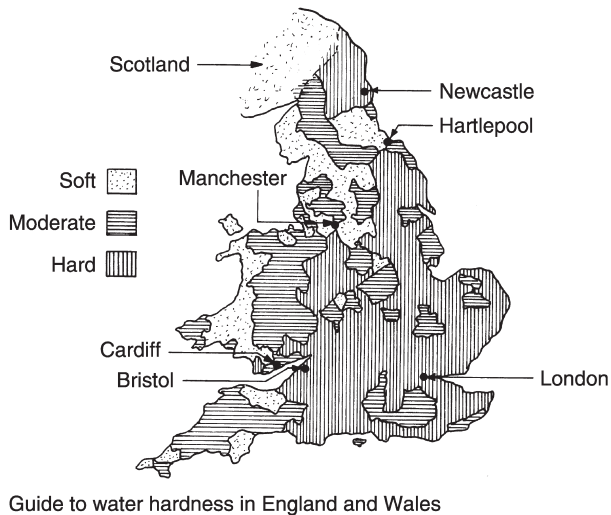 Scotland
Newcastle
Hartlepool
Soft
Manchester
Moderate
Hard
Cardiff
Bristol
London
Guide to water hardness in England and Wales